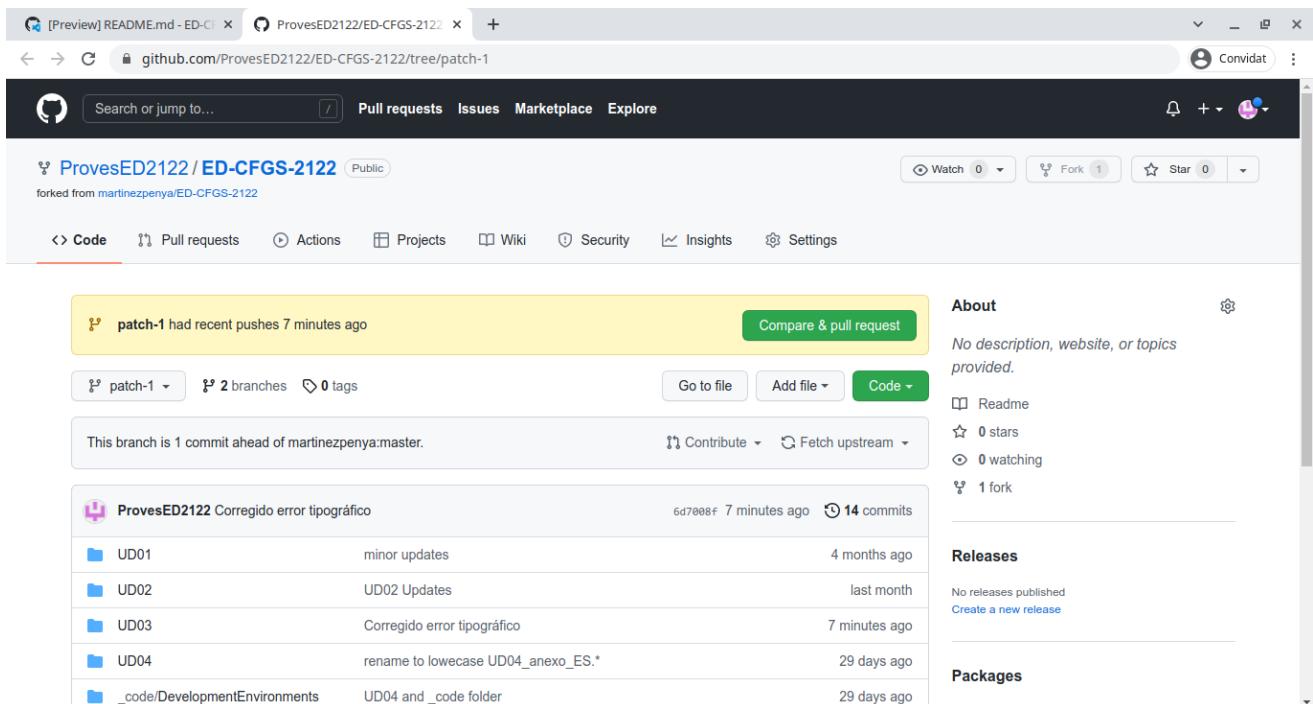 [Preview] README.md - ED-CF ProvesED2122/ED-CFGS-2122
github.com/ProvesED2122/ED-CFGS-2122/tree/patch-1 Convidat
Search or jump to... / Pull requests Issues Marketplace Explore
ProvesED2122 / ED-CFGS-2122 Public Watch 0 Fork 1 Star 0
forked from martinezpenya/ED-CFGS-2122
<> Code Pull requests Actions Projects Wiki Security Insights Settings
patch-1 had recent pushes 7 minutes ago Compare & pull request
patch-1 2 branches 0 tags Go to file Add file Code
This branch is 1 commit ahead of martinezpenya:master. Contribute Fetch upstream
ProvesED2122 Corregido error tipográfico 6d7008f 7 minutes ago 14 commits
UD01 minor updates 4 months ago
UD02 UD02 Updates last month
UD03 Corregido error tipográfico 7 minutes ago
UD04 rename to lowecase UD04_anexo_ES.* 29 days ago
_code/DevelopmentEnvironments UD04 and _code folder 29 days ago
About
No description, website, or topics
provided.
Readme
0 stars
0 watching
1 fork
Releases
No releases published
Create a new release
Packages